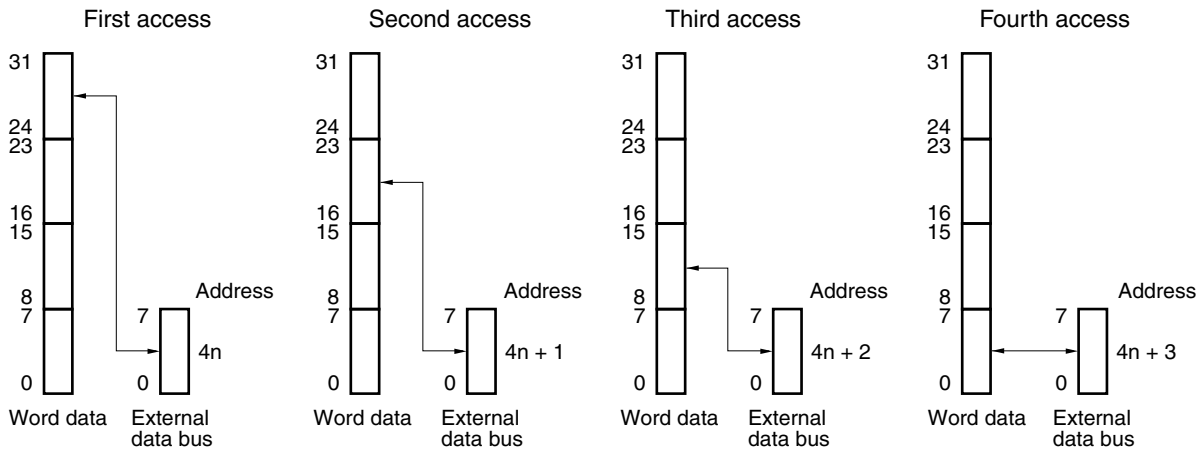 First access
31
24
23
16
15
8
7
0
Address
7
4n
0
Word data
External
data bus
Second access
31
24
23
16
15
8
7
0
Address
7
4n + 1
0
Word data
External
data bus
Third access
31
24
23
16
15
8
7
0
Address
7
4n + 2
0
Word data
External
data bus
Fourth access
31
24
23
16
15
8
7
0
Address
7
4n + 3
0
Word data
External
data bus